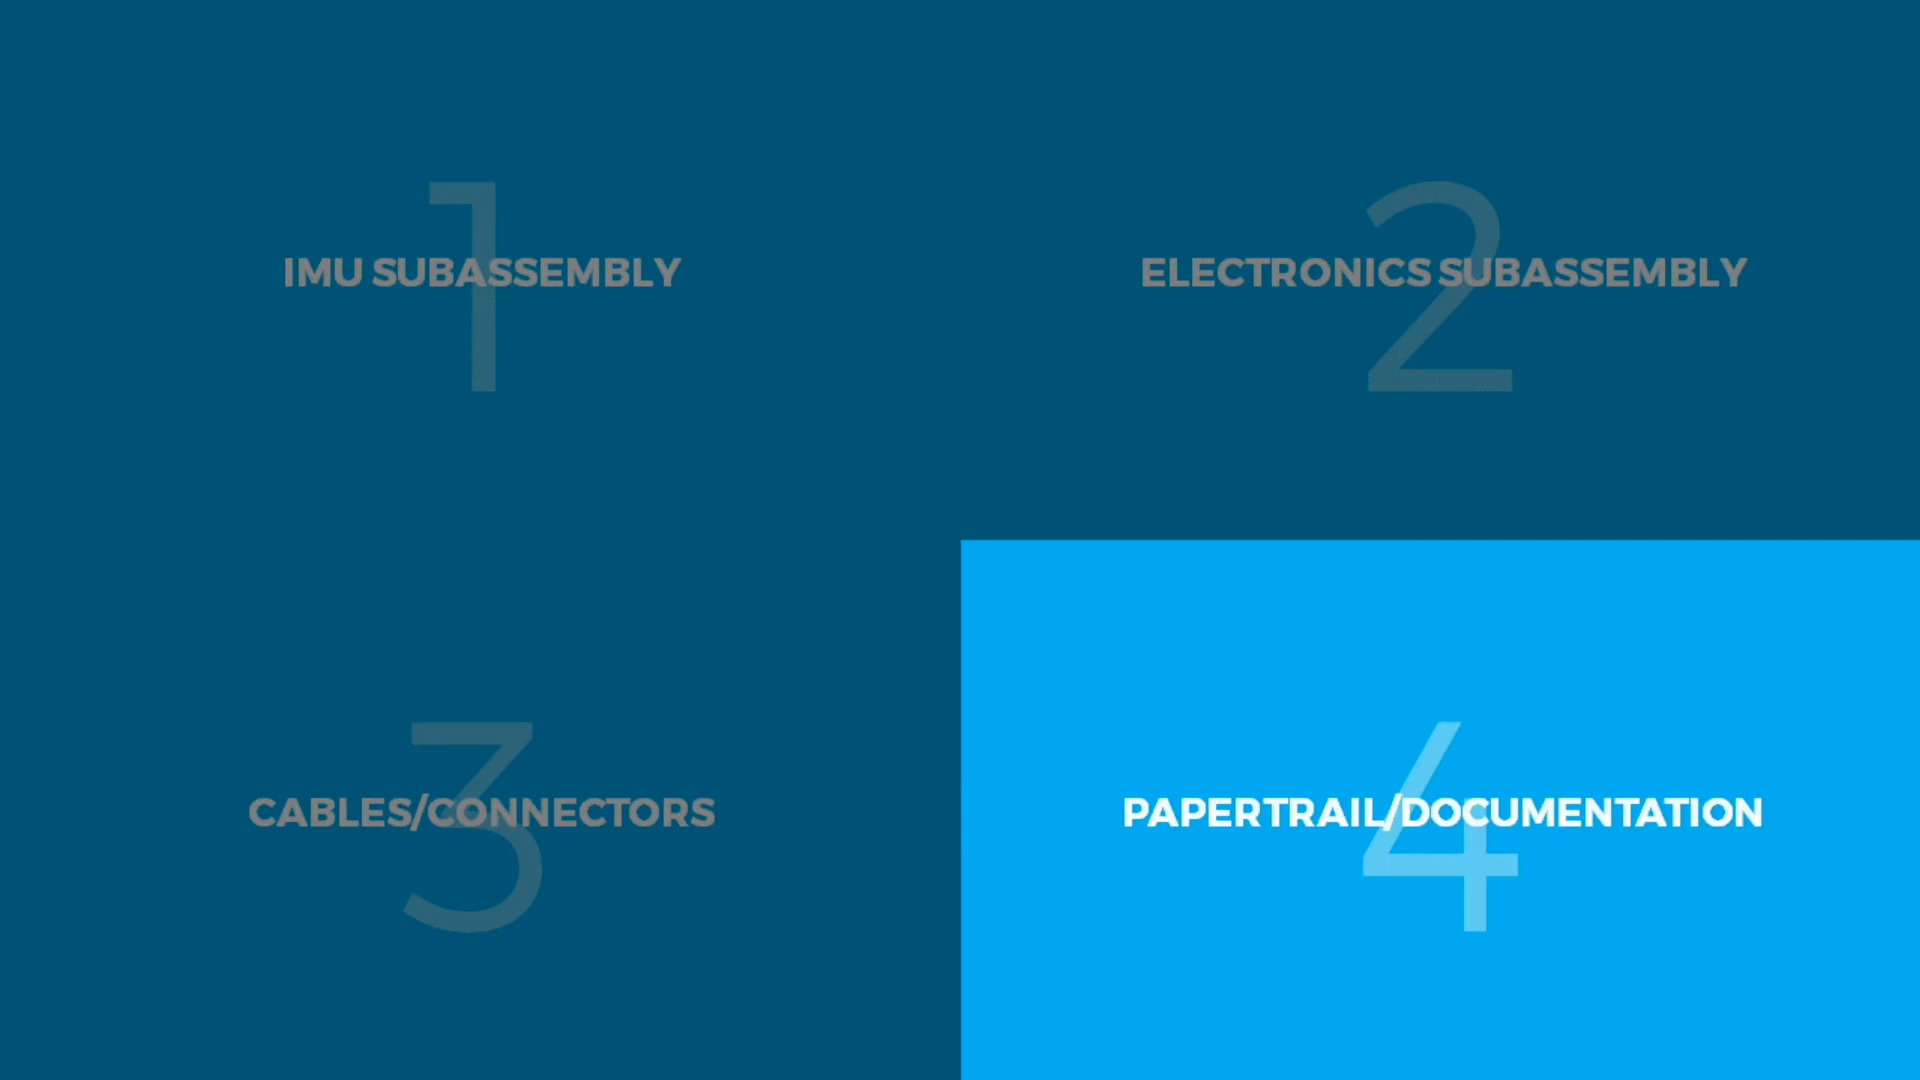 1
IMU SUBASSEMBLY
2
ELECTRONICS SUBASSEMBLY
3
CABLES/CONNECTORS
4
PAPERTRAIL/DOCUMENTATION